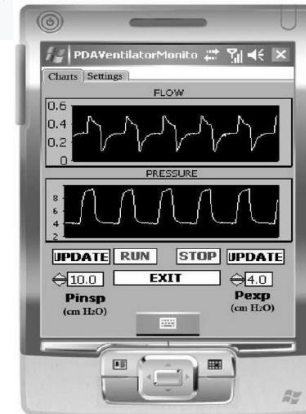 PDAVentilatorMonito
Charts Settings
FLOW
0.6
0.4
0.2
0
PRESSURE
8
6
4
2
UPDATE RUN STOP UPDATE
10.0 EXIT 4.0
Pinsp Pexp
(cm H₂O) (cm H₂O)